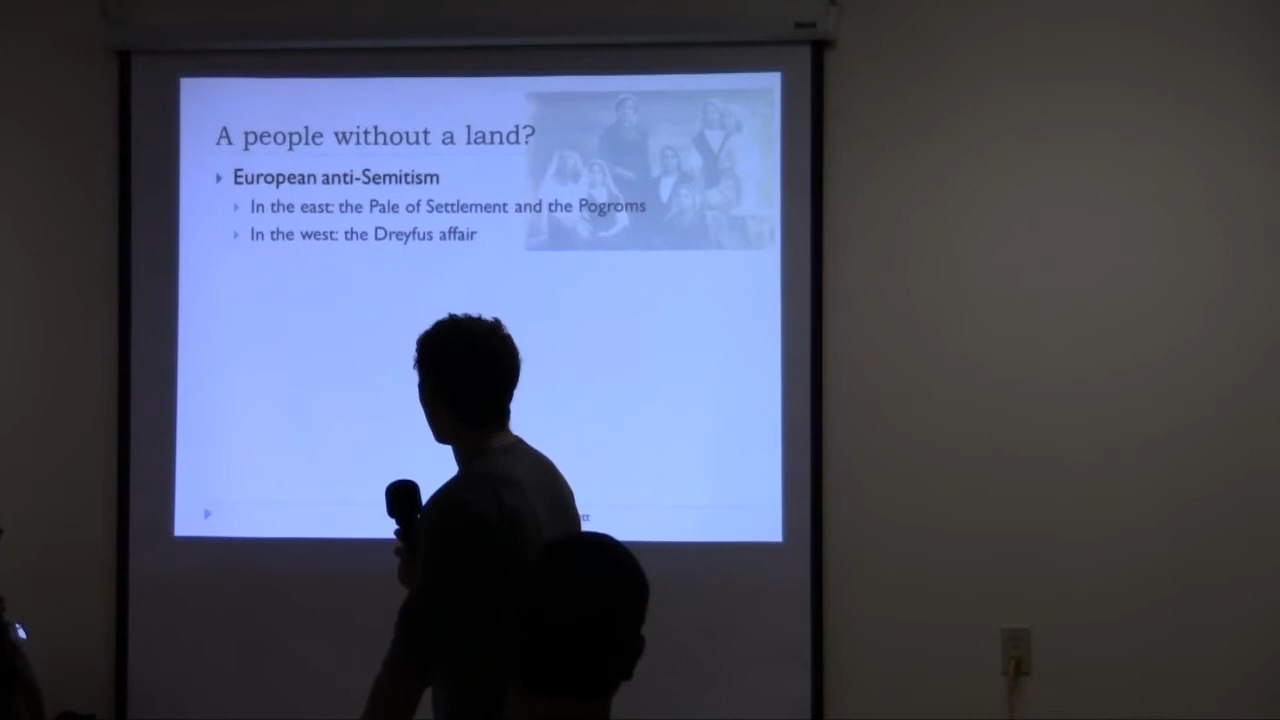 A people without a land?
European anti-Semitism
In the east: the Pale of Settlement and the Pogroms
In the west: the Dreyfus affair